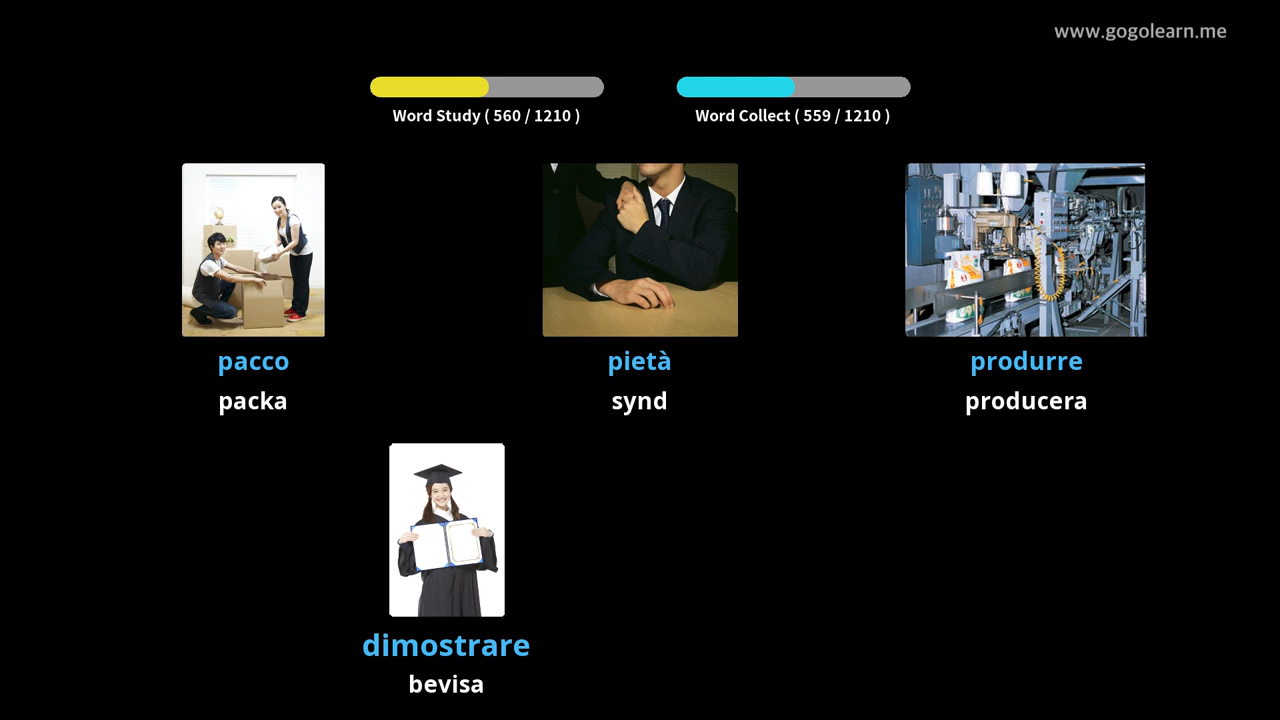 www.gogolearn.me
Word Study ( 560 / 1210 )
Word Collect ( 559 / 1210 )
pacco
packa
pietà
synd
produrre
producera
dimostrare
bevisa